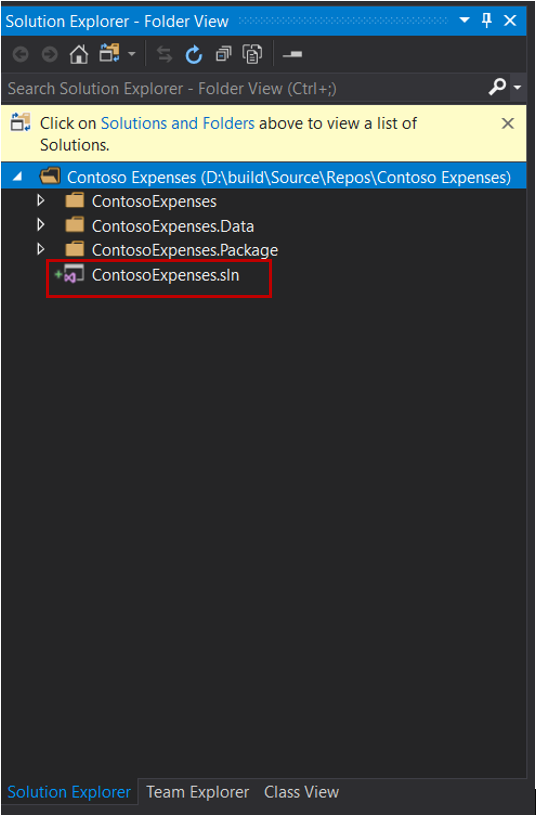 Solution Explorer - Folder View
Search Solution Explorer - Folder View (Ctrl+;)
Click on Solutions and Folders above to view a list of
Solutions.
Contoso Expenses (D:\build\Source\Repos\Contoso Expenses)
ContosoExpenses
ContosoExpenses.Data
ContosoExpenses.Package
ContosoExpenses.sln
Solution Explorer Team Explorer Class View